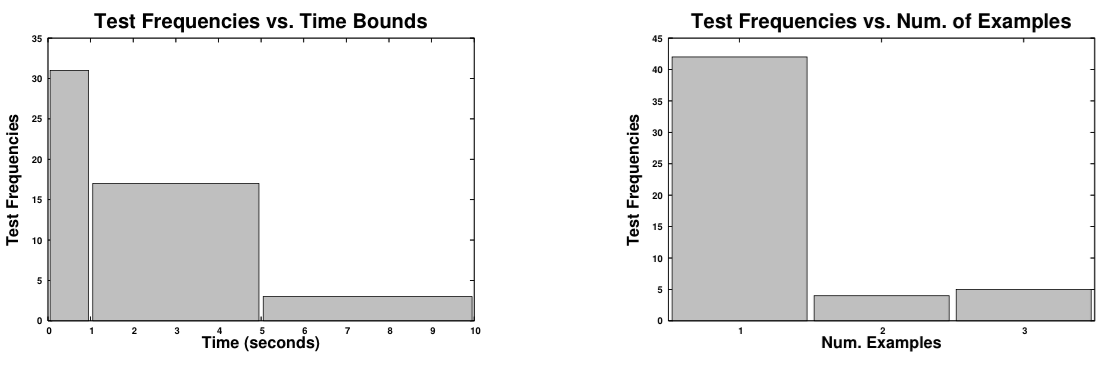 Test Frequencies vs. Time Bounds
35
30
25
20
15
10
5
0
Test Frequencies
0 1 2 3 4 5 6 7 8 9 10
Time (seconds)
Test Frequencies vs. Num. of Examples
45
40
35
30
25
20
15
10
5
0
Test Frequencies
1 2 3
Num. Examples